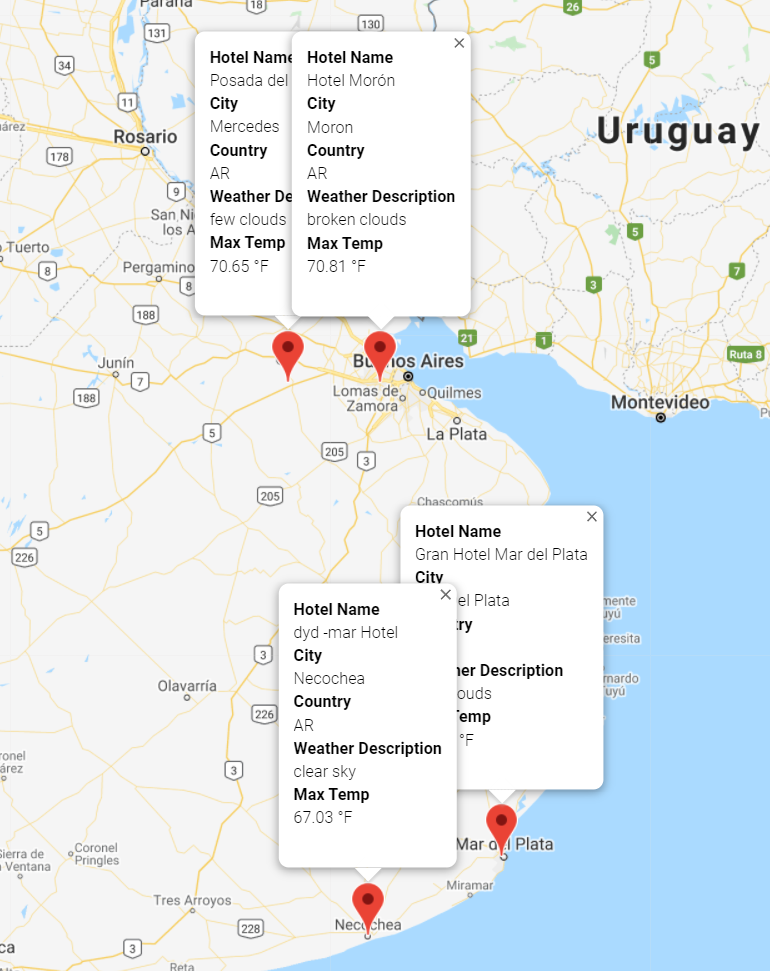 Paraná
18
26
130
131
34
11
5
Hotel Name
Posada del
City
Mercedes
Country
AR
Weather De
few clouds
Max Temp
70.65 °F
Hotel Name
Hotel Morón
City
Moron
Country
AR
Weather Description
broken clouds
Max Temp
70.81 °F
Uruguay
Rosario
178
9
San Ni
los A
Tuerto
8
Pergamino
8
5
7
3
188
21
1
Ruta 8
Junín
7
188
Buenos Aires
Lomas de
Zamora
Quilmes
Montevideo
La Plata
5
205
3
205
Chascomús
5
226
Hotel Name
Gran Hotel Mar del Plata
City
el Plata
ry
her Description
ouds
Temp
°F
Hotel Name
dyd -mar Hotel
City
Necochea
Country
AR
Weather Description
clear sky
Max Temp
67.03 °F
mente
uyú
eresita
rnardo
uyú
3
Olavarría
226
3
Coronel
Pringles
Sierra de
la Ventana
Mar del Plata
Miramar
Tres Arroyos
Necochea
228
3
Reta